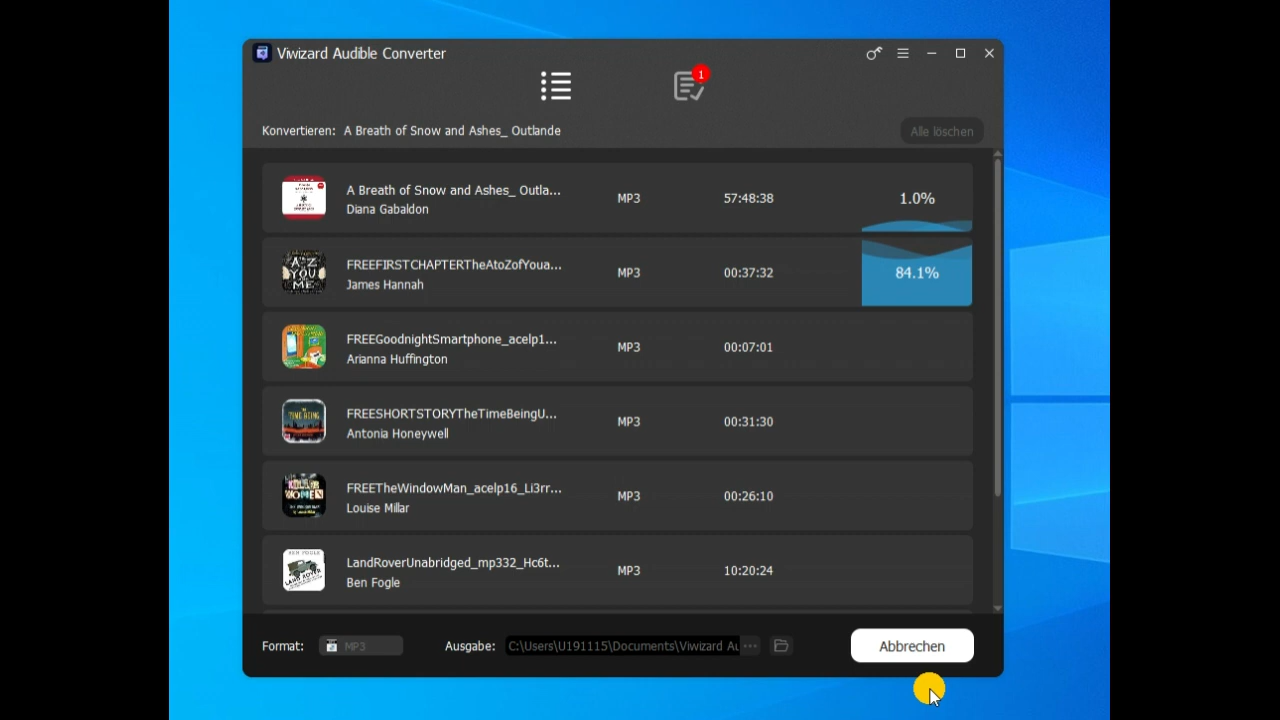 Viwizard Audible Converter
1
Konvertieren: A Breath of Snow and Ashes_ Outlande
Alle löschen
A Breath of Snow and Ashes_ Outla...
Diana Gabaldon
MP3
57:48:38
1.0%
FREEFIRSTCHAPTERTheAtoZofYoua...
James Hannah
MP3
00:37:32
84.1%
FREEGoodnightSmartphone_acelp1...
Arianna Huffington
MP3
00:07:01
FREESHORTSTORYTheTimeBeingU...
Antonia Honeywell
MP3
00:31:30
FREETheWindowMan_acelp16_Li3rr...
Louise Millar
MP3
00:26:10
LandRoverUnabridged_mp332_Hc6t...
Ben Fogle
MP3
10:20:24
Format: MP3
Ausgabe: C:\Users\U191115\Documents\Viwizard Au
...
Abbrechen